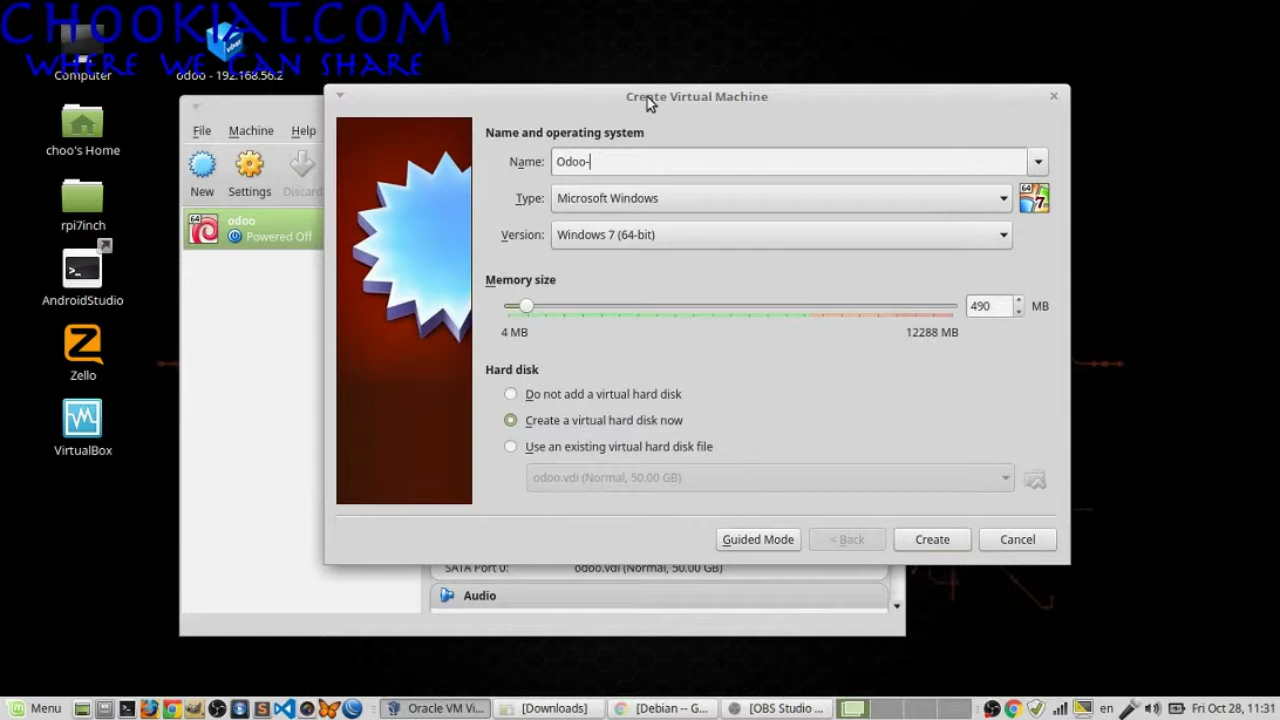 CHOOKIAT.COM
WHERE WE CAN SHARE
Computer
odoo - 192.168.56.2
choo's Home
rpi7inch
AndroidStudio
Zello
VirtualBox
File Machine Help
New Settings Discard
64
odoo
Powered Off
Create Virtual Machine
Name and operating system
Name: Odoo-
Type: Microsoft Windows
64
7
Version: Windows 7 (64-bit)
Memory size
490 MB
4 MB 12288 MB
Hard disk
Do not add a virtual hard disk
Create a virtual hard disk now
Use an existing virtual hard disk file
odoo.vdi (Normal, 50.00 GB)
Guided Mode < Back Create Cancel
SATA Port 0: odoo.vdi (Normal, 50.00 GB)
Audio
Menu Oracle VM Vi... [Downloads] [Debian -- G... [OBS Studio ... en Fri Oct 28, 11:31